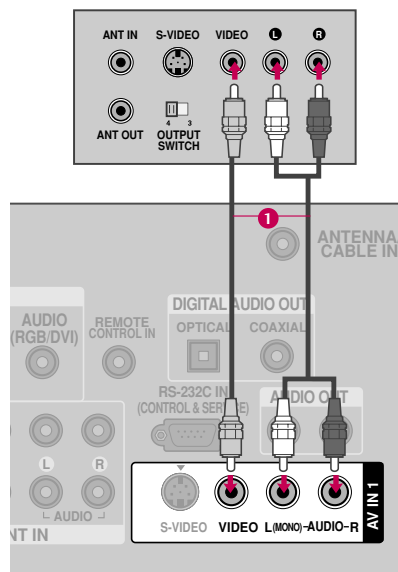 ANT IN S-VIDEO VIDEO L R
ANT OUT
4 3
OUTPUT
SWITCH
1
ANTENNA
CABLE IN
DIGITAL AUDIO OUT
AUDIO
(RGB/DVI)
REMOTE
CONTROL IN
OPTICAL COAXIAL
RS-232C IN
(CONTROL & SERVICE)
AUDIO OUT
L R
AUDIO
NT IN
S-VIDEO VIDEO L(MONO)-AUDIO-R
AV IN 1